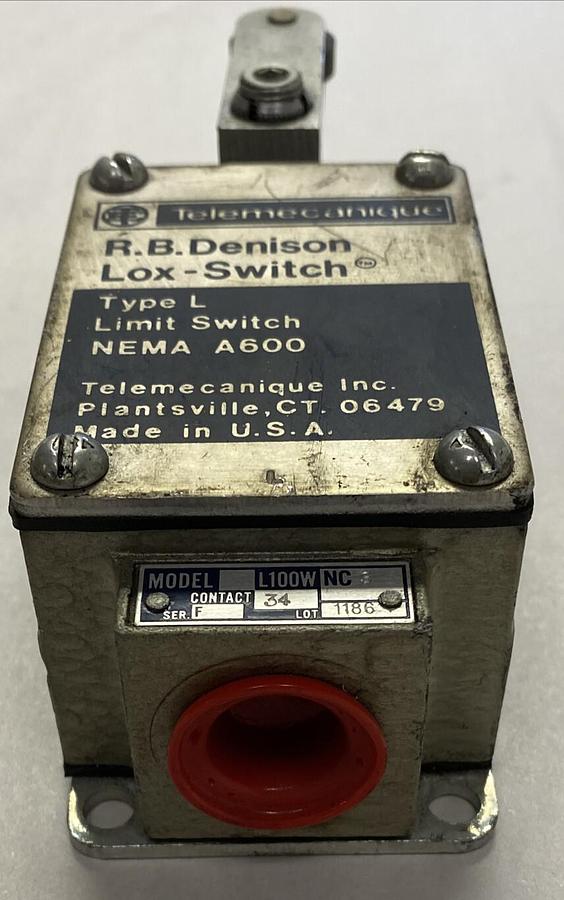 Telemecanique
R.B. Denison
Lox-Switch™
Type L
Limit Switch
NEMA A600
Telemecanique Inc.
Plantsville, CT. 06479
Made in U.S.A.
MODEL L100W NC
CONTACT 34
SER. F LOT 1186